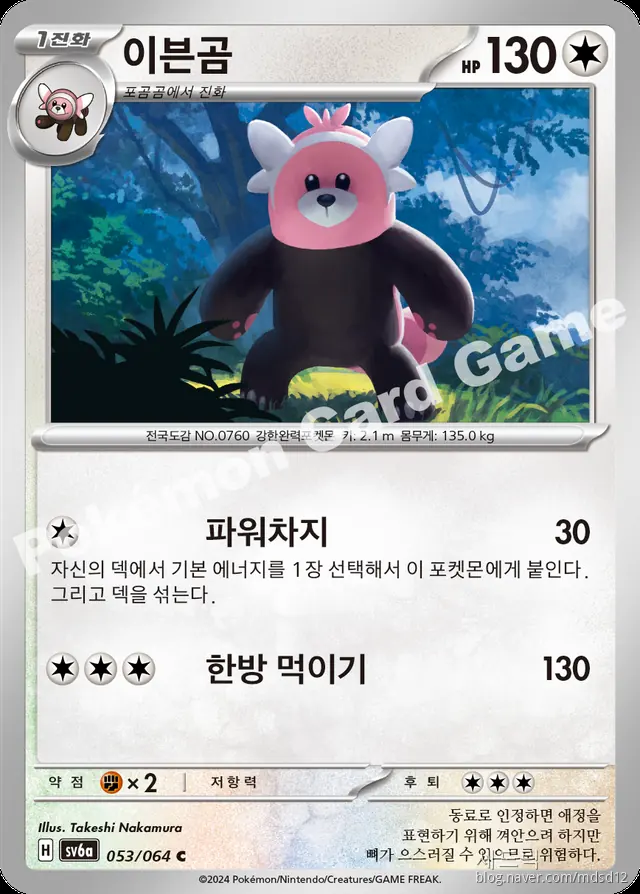 1진화
이븐곰
HP 130
포곰곰에서 진화
전국도감 NO.0760 강한완력포켓몬 키: 2.1 m 몸무게: 135.0 kg
Pokémon Card Game
파워차지 30
자신의 덱에서 기본 에너지를 1장 선택해서 이 포켓몬에게 붙인다.
그리고 덱을 섞는다.
한방 먹이기 130
약점 ×2 저항력 후퇴
Illus. Takeshi Nakamura
H sv6a 053/064 C
동료로 인정하면 애정을
표현하기 위해 껴안으려 하지만
뼈가 으스러질 수 있으므로 위험하다.
©2024 Pokémon/Nintendo/Creatures/GAME FREAK.
blog.naver.com/mdsd12